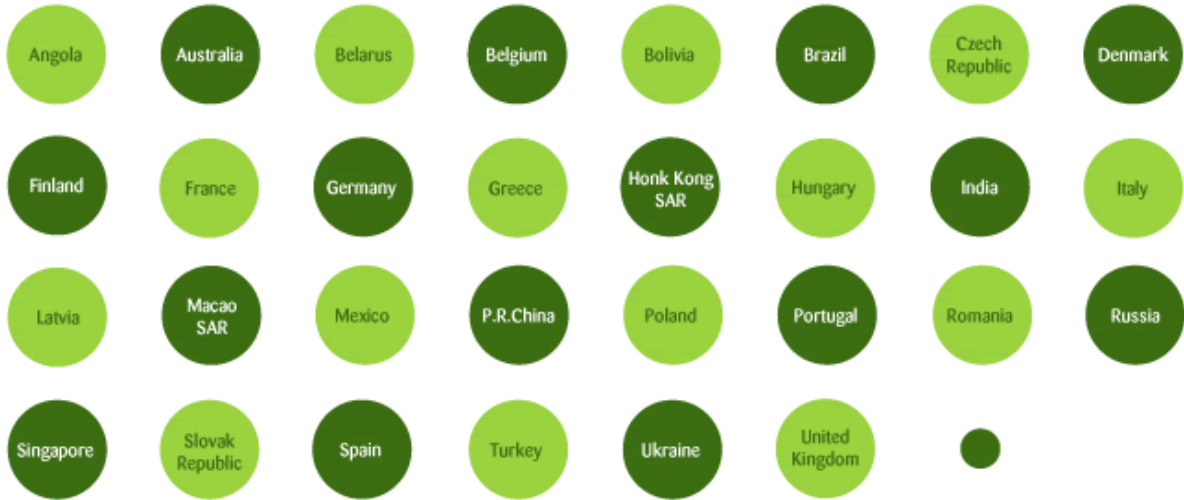 Angola
Australia
Belarus
Belgium
Bolivia
Brazil
Czech
Republic
Denmark
Finland
France
Germany
Greece
Honk Kong
SAR
Hungary
India
Italy
Latvia
Macao
SAR
Mexico
P.R.China
Poland
Portugal
Romania
Russia
Singapore
Slovak
Republic
Spain
Turkey
Ukraine
United
Kingdom